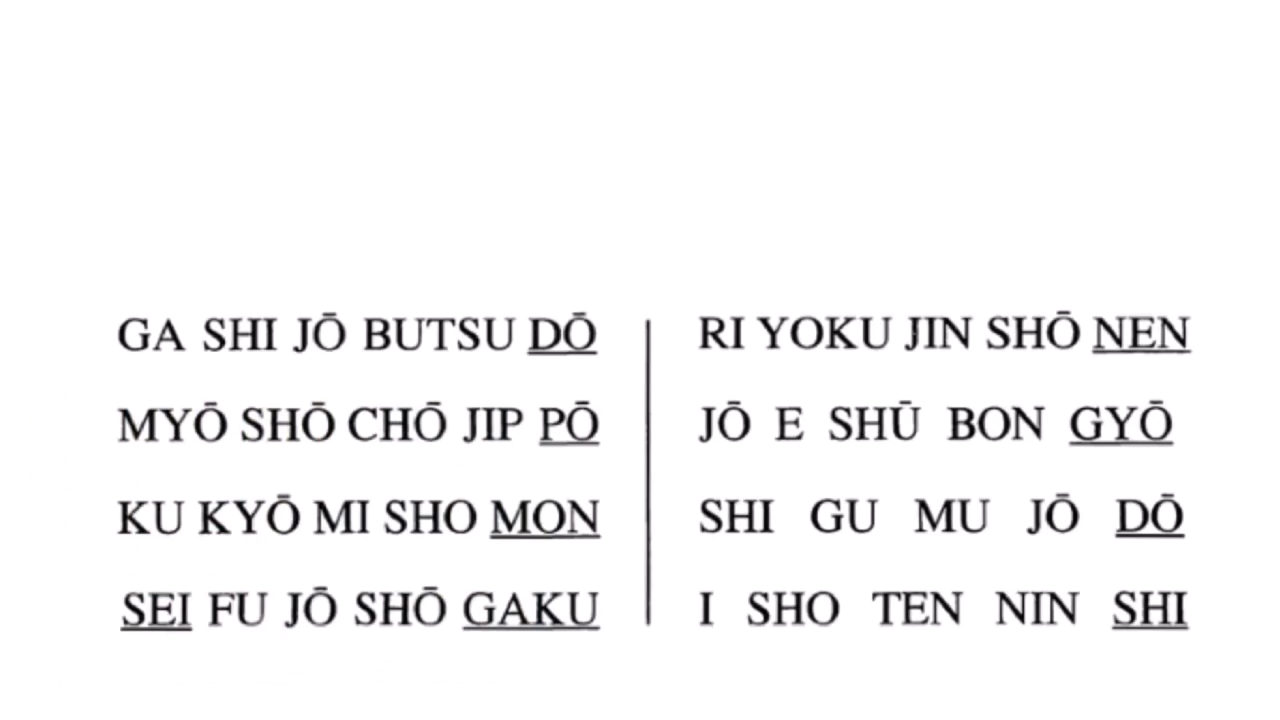 GA SHI JŌ BUTSU DŌ
MYŌ SHŌ CHŌ JIP PŌ
KU KYŌ MI SHO MON
SEI FU JŌ SHŌ GAKU
RI YOKU JIN SHŌ NEN
JŌ E SHŪ BON GYŌ
SHI GU MU JŌ DŌ
I SHO TEN NIN SHI